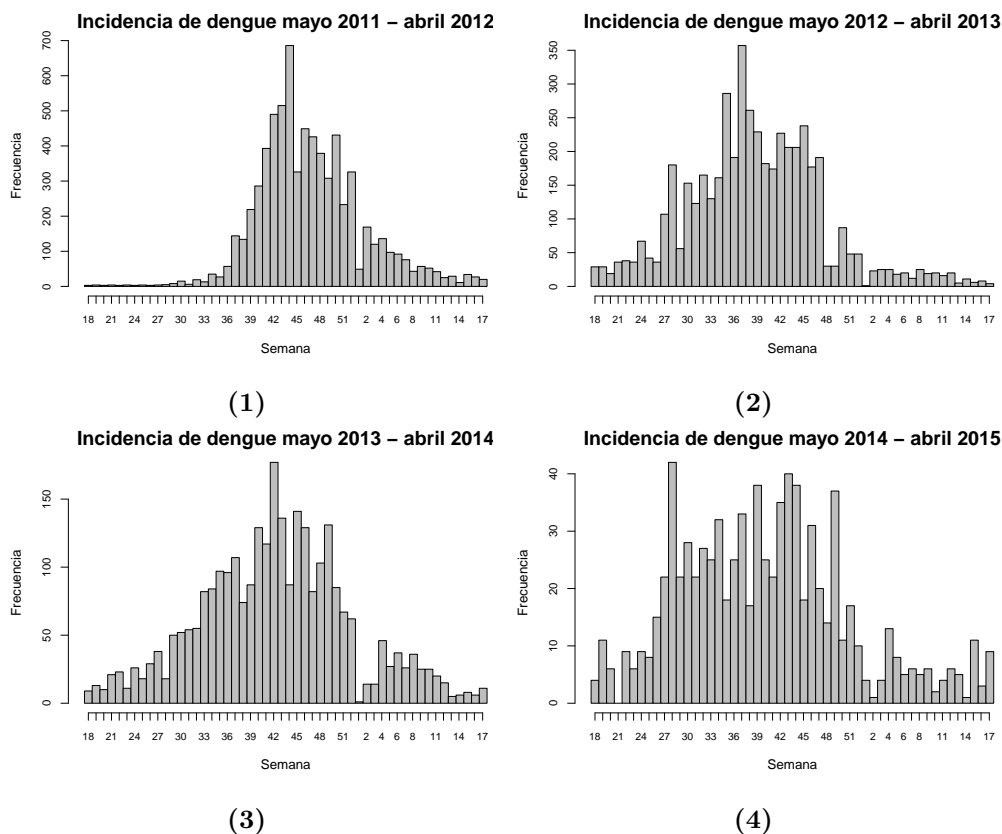 Incidencia de dengue mayo 2011 − abril 2012
Frecuencia
0 100 200 300 400 500 600 700
18 21 24 27 30 33 36 39 42 45 48 51 2 4 6 8 11 14 17
Semana
(1)
Incidencia de dengue mayo 2012 − abril 2013
Frecuencia
0 50 100 150 200 250 300 350
18 21 24 27 30 33 36 39 42 45 48 51 2 4 6 8 11 14 17
Semana
(2)
Incidencia de dengue mayo 2013 − abril 2014
Frecuencia
0 50 100 150
18 21 24 27 30 33 36 39 42 45 48 51 2 4 6 8 11 14 17
Semana
(3)
Incidencia de dengue mayo 2014 − abril 2015
Frecuencia
0 10 20 30 40
18 21 24 27 30 33 36 39 42 45 48 51 2 4 6 8 11 14 17
Semana
(4)